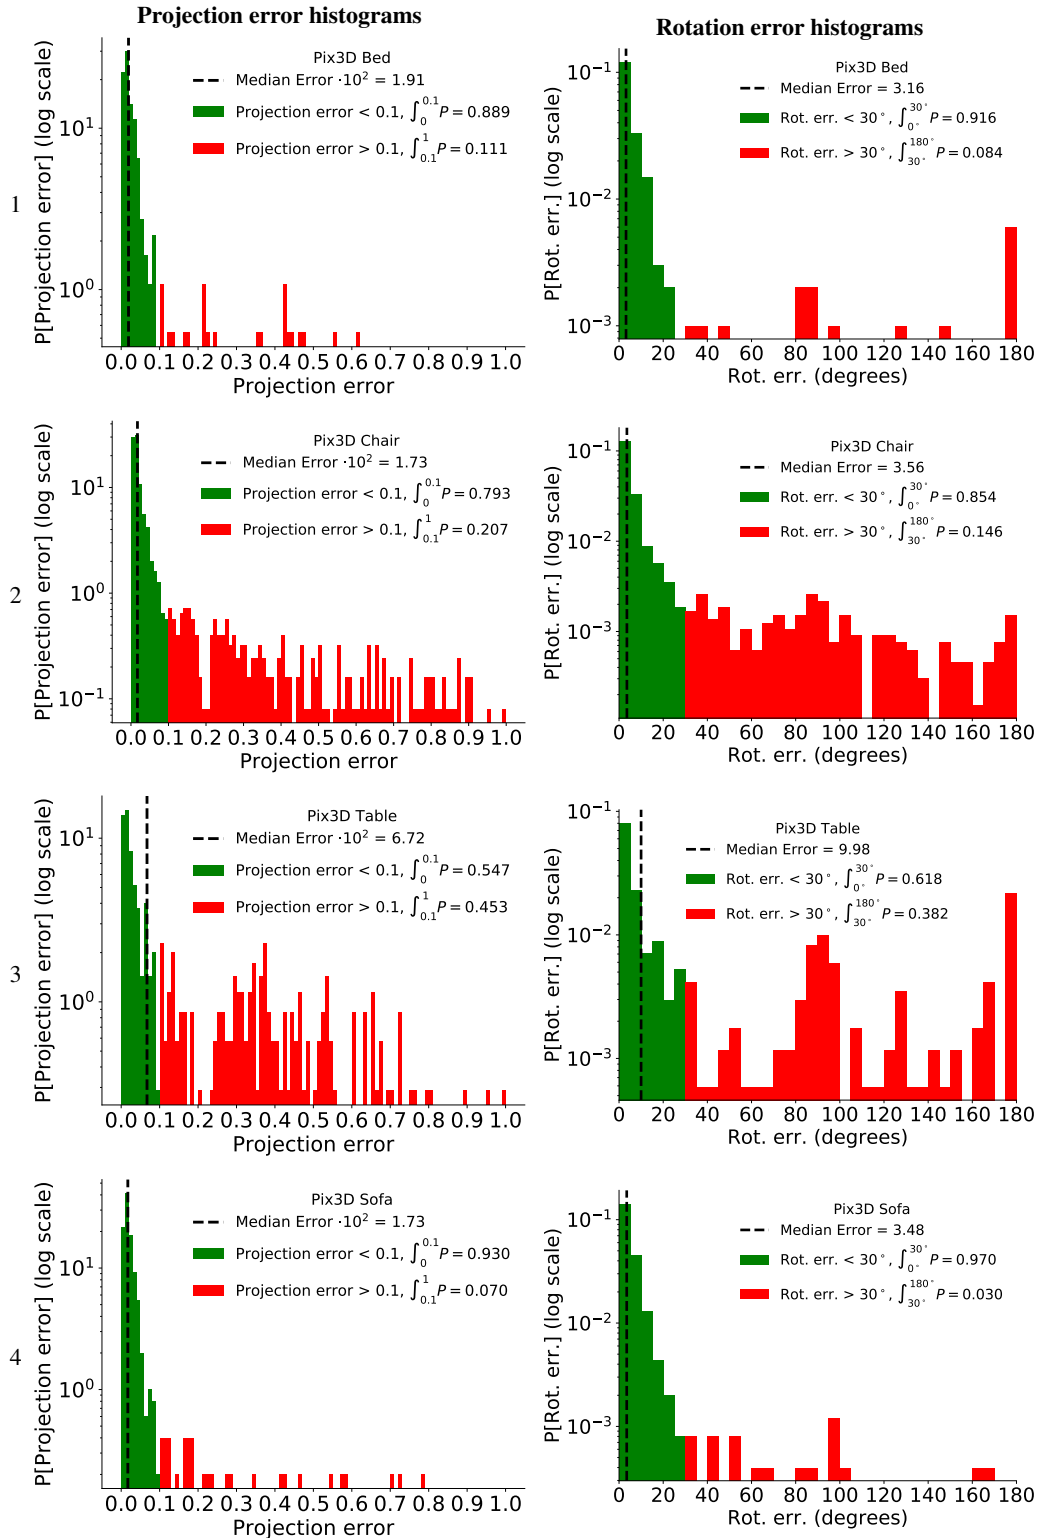 Projection error histograms
Rotation error histograms
1
P[Projection error] (log scale)
10¹
10⁰
Pix3D Bed
Median Error ·10² = 1.91
Projection error < 0.1, ∫₀^0.1 P = 0.889
Projection error > 0.1, ∫₀.₁^1 P = 0.111
0.0 0.1 0.2 0.3 0.4 0.5 0.6 0.7 0.8 0.9 1.0
Projection error
P[Rot. err.] (log scale)
10⁻¹
10⁻²
10⁻³
Pix3D Bed
Median Error = 3.16
Rot. err. < 30°, ∫₀°^30° P = 0.916
Rot. err. > 30°, ∫₃₀°^180° P = 0.084
0 20 40 60 80 100 120 140 160 180
Rot. err. (degrees)
2
P[Projection error] (log scale)
10¹
10⁰
10⁻¹
Pix3D Chair
Median Error ·10² = 1.73
Projection error < 0.1, ∫₀^0.1 P = 0.793
Projection error > 0.1, ∫₀.₁^1 P = 0.207
0.0 0.1 0.2 0.3 0.4 0.5 0.6 0.7 0.8 0.9 1.0
Projection error
P[Rot. err.] (log scale)
10⁻¹
10⁻²
10⁻³
Pix3D Chair
Median Error = 3.56
Rot. err. < 30°, ∫₀°^30° P = 0.854
Rot. err. > 30°, ∫₃₀°^180° P = 0.146
0 20 40 60 80 100 120 140 160 180
Rot. err. (degrees)
3
P[Projection error] (log scale)
10¹
10⁰
Pix3D Table
Median Error ·10² = 6.72
Projection error < 0.1, ∫₀^0.1 P = 0.547
Projection error > 0.1, ∫₀.₁^1 P = 0.453
0.0 0.1 0.2 0.3 0.4 0.5 0.6 0.7 0.8 0.9 1.0
Projection error
P[Rot. err.] (log scale)
10⁻¹
10⁻²
10⁻³
Pix3D Table
Median Error = 9.98
Rot. err. < 30°, ∫₀°^30° P = 0.618
Rot. err. > 30°, ∫₃₀°^180° P = 0.382
0 20 40 60 80 100 120 140 160 180
Rot. err. (degrees)
4
P[Projection error] (log scale)
10¹
10⁰
Pix3D Sofa
Median Error ·10² = 1.73
Projection error < 0.1, ∫₀^0.1 P = 0.930
Projection error > 0.1, ∫₀.₁^1 P = 0.070
0.0 0.1 0.2 0.3 0.4 0.5 0.6 0.7 0.8 0.9 1.0
Projection error
P[Rot. err.] (log scale)
10⁻¹
10⁻²
10⁻³
Pix3D Sofa
Median Error = 3.48
Rot. err. < 30°, ∫₀°^30° P = 0.970
Rot. err. > 30°, ∫₃₀°^180° P = 0.030
0 20 40 60 80 100 120 140 160 180
Rot. err. (degrees)